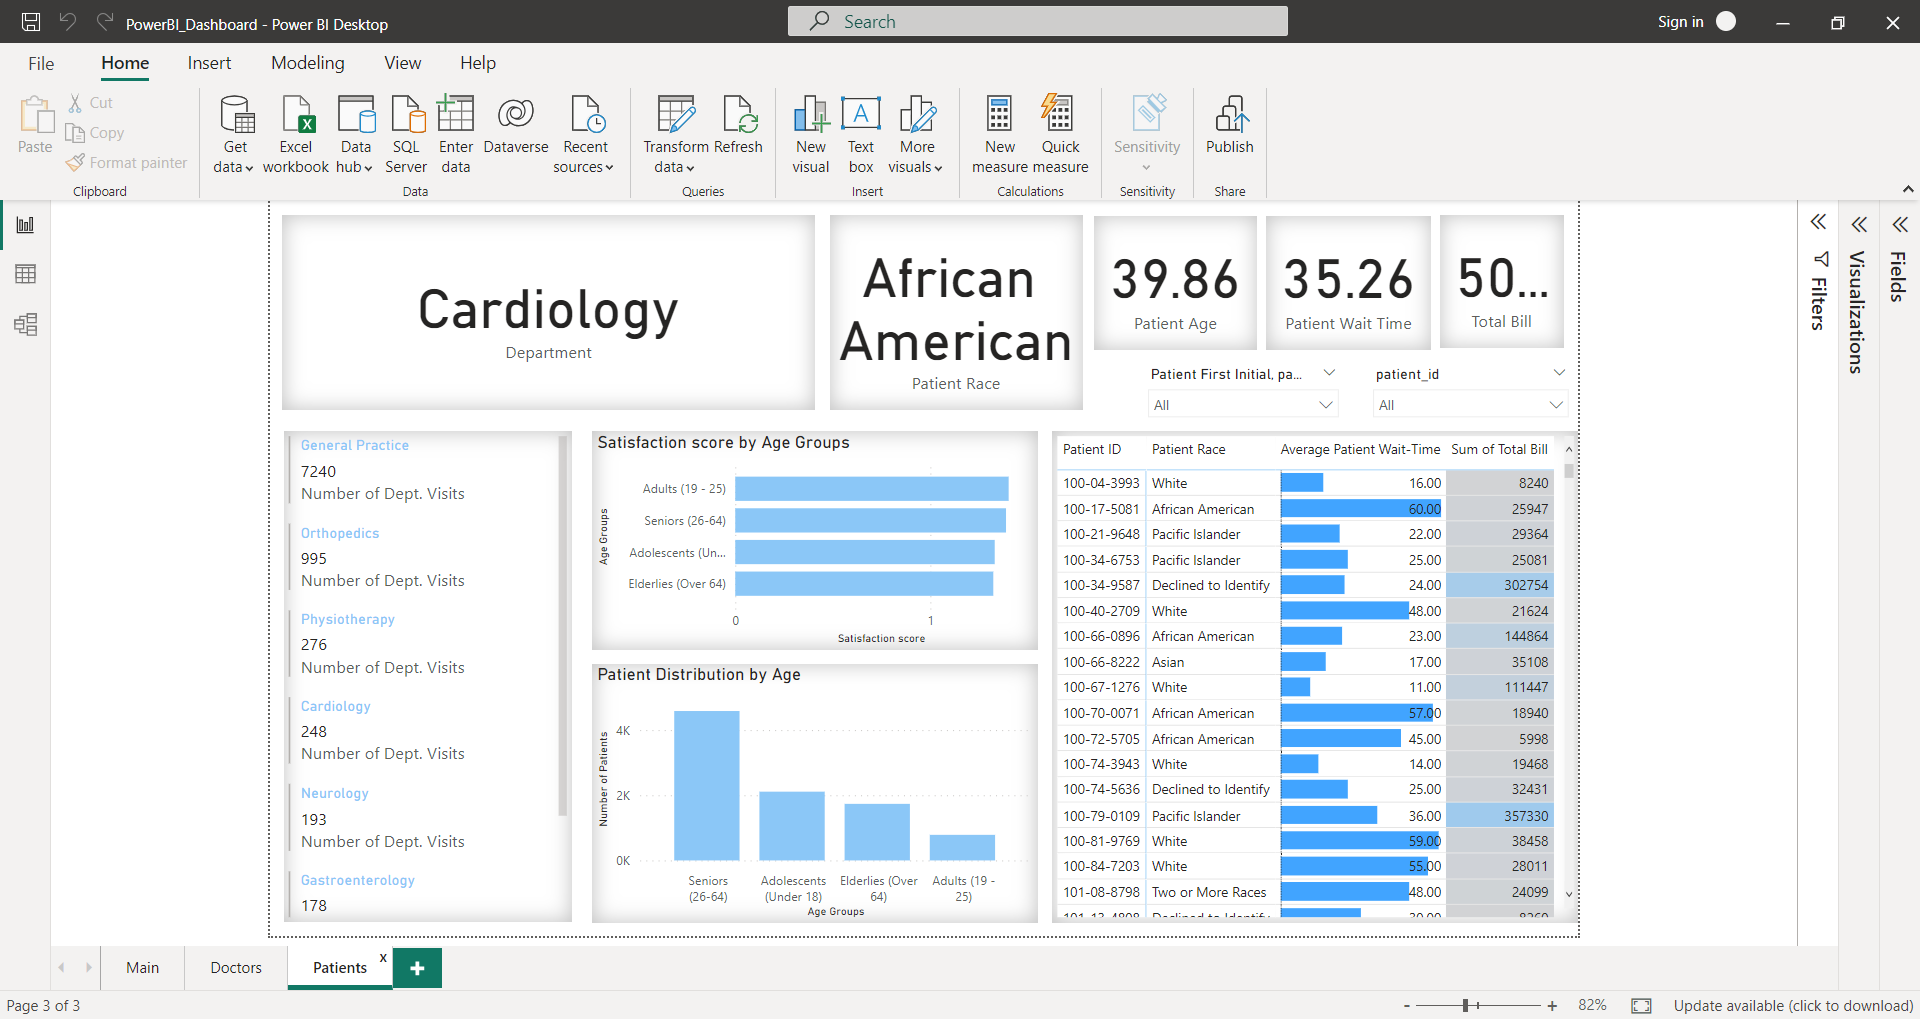 PowerBI_Dashboard - Power BI Desktop
Search
Sign in
File Home Insert Modeling View Help
Paste
Cut
Copy
Format painter
Clipboard
Get data
Excel workbook
Data hub
SQL Server
Enter data
Dataverse
Recent sources
Data
Transform data
Refresh
Queries
New visual
Text box
More visuals
Insert
New measure
Quick measure
Calculations
Sensitivity
Sensitivity
Publish
Share
Cardiology
Department
African
American
Patient Race
39.86
Patient Age
35.26
Patient Wait Time
50...
Total Bill
Patient First Initial, pa...
All
patient_id
All
Filters
Visualizations
Fields
General Practice
7240
Number of Dept. Visits
Orthopedics
995
Number of Dept. Visits
Physiotherapy
276
Number of Dept. Visits
Cardiology
248
Number of Dept. Visits
Neurology
193
Number of Dept. Visits
Gastroenterology
178
Satisfaction score by Age Groups
Age Groups
Adults (19 - 25)
Seniors (26-64)
Adolescents (Un...
Elderlies (Over 64)
0 1
Satisfaction score
Patient Distribution by Age
Number of Patients
4K
2K
0K
Seniors (26-64)
Adolescents (Under 18)
Elderlies (Over 64)
Adults (19 - 25)
Age Groups
Patient ID Patient Race Average Patient Wait-Time Sum of Total Bill
100-04-3993 White 16.00 8240
100-17-5081 African American 60.00 25947
100-21-9648 Pacific Islander 22.00 29364
100-34-6753 Pacific Islander 25.00 25081
100-34-9587 Declined to Identify 24.00 302754
100-40-2709 White 48.00 21624
100-66-0896 African American 23.00 144864
100-66-8222 Asian 17.00 35108
100-67-1276 White 11.00 111447
100-70-0071 African American 57.00 18940
100-72-5705 African American 45.00 5998
100-74-3943 White 14.00 19468
100-74-5636 Declined to Identify 25.00 32431
100-79-0109 Pacific Islander 36.00 357330
100-81-9769 White 59.00 38458
100-84-7203 White 55.00 28011
101-08-8798 Two or More Races 48.00 24099
Declined to Identify
Main Doctors Patients x
Page 3 of 3
- + 82%
Update available (click to download)